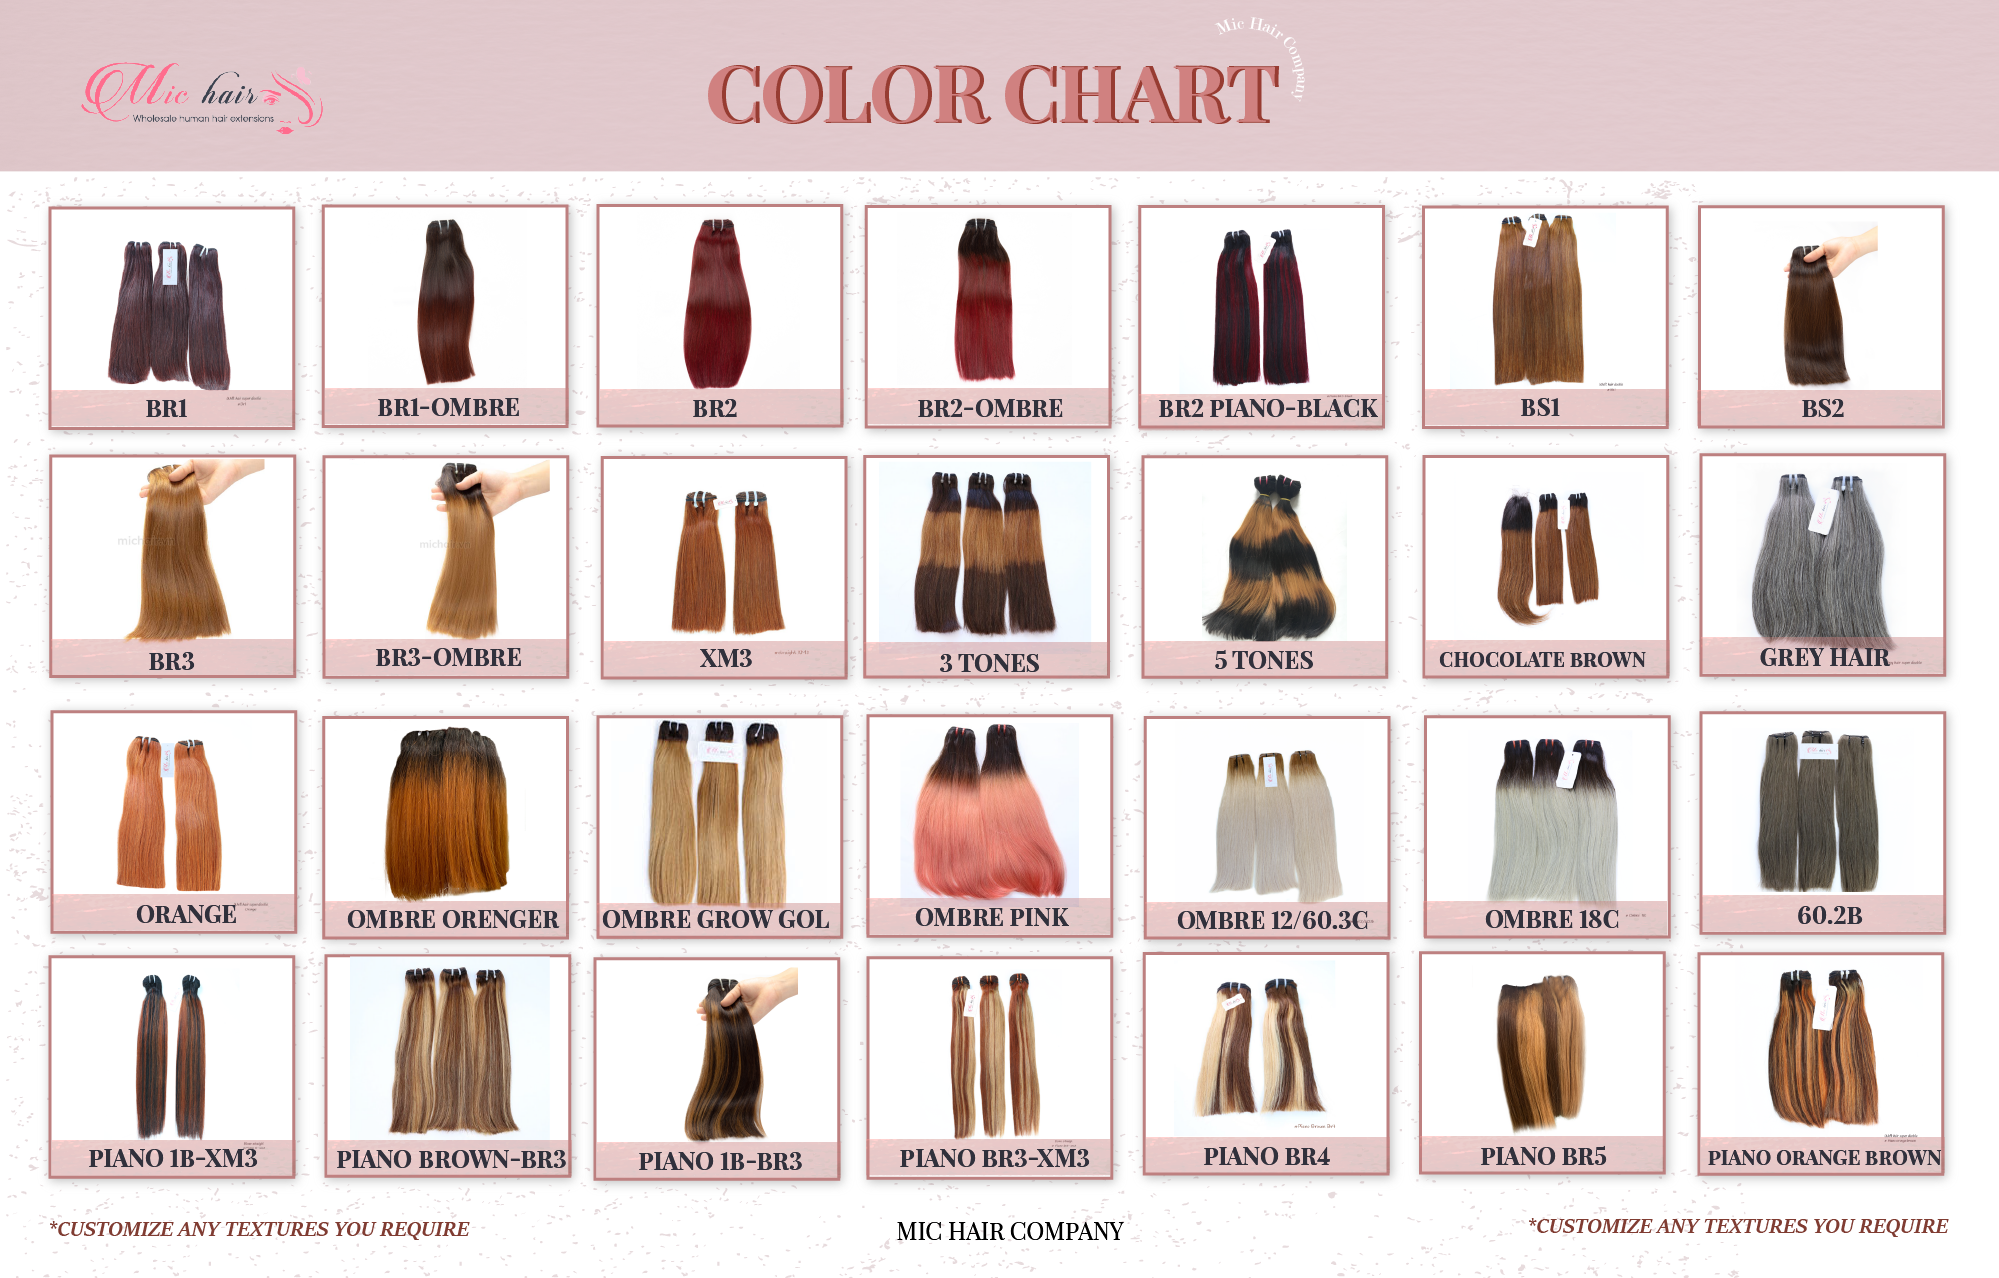 Mic Hair Company
Mic hair
Wholesale human hair extensions
COLOR CHART
BR1
BR1-OMBRE
BR2
BR2-OMBRE
BR2 PIANO-BLACK
BS1
BS2
BR3
BR3-OMBRE
XM3
3 TONES
5 TONES
CHOCOLATE BROWN
GREY HAIR
ORANGE
OMBRE ORENGER
OMBRE GROW GOL
OMBRE PINK
OMBRE 12/60.3C
OMBRE 18C
60.2B
PIANO 1B-XM3
PIANO BROWN-BR3
PIANO 1B-BR3
PIANO BR3-XM3
PIANO BR4
PIANO BR5
PIANO ORANGE BROWN
*CUSTOMIZE ANY TEXTURES YOU REQUIRE
MIC HAIR COMPANY
*CUSTOMIZE ANY TEXTURES YOU REQUIRE